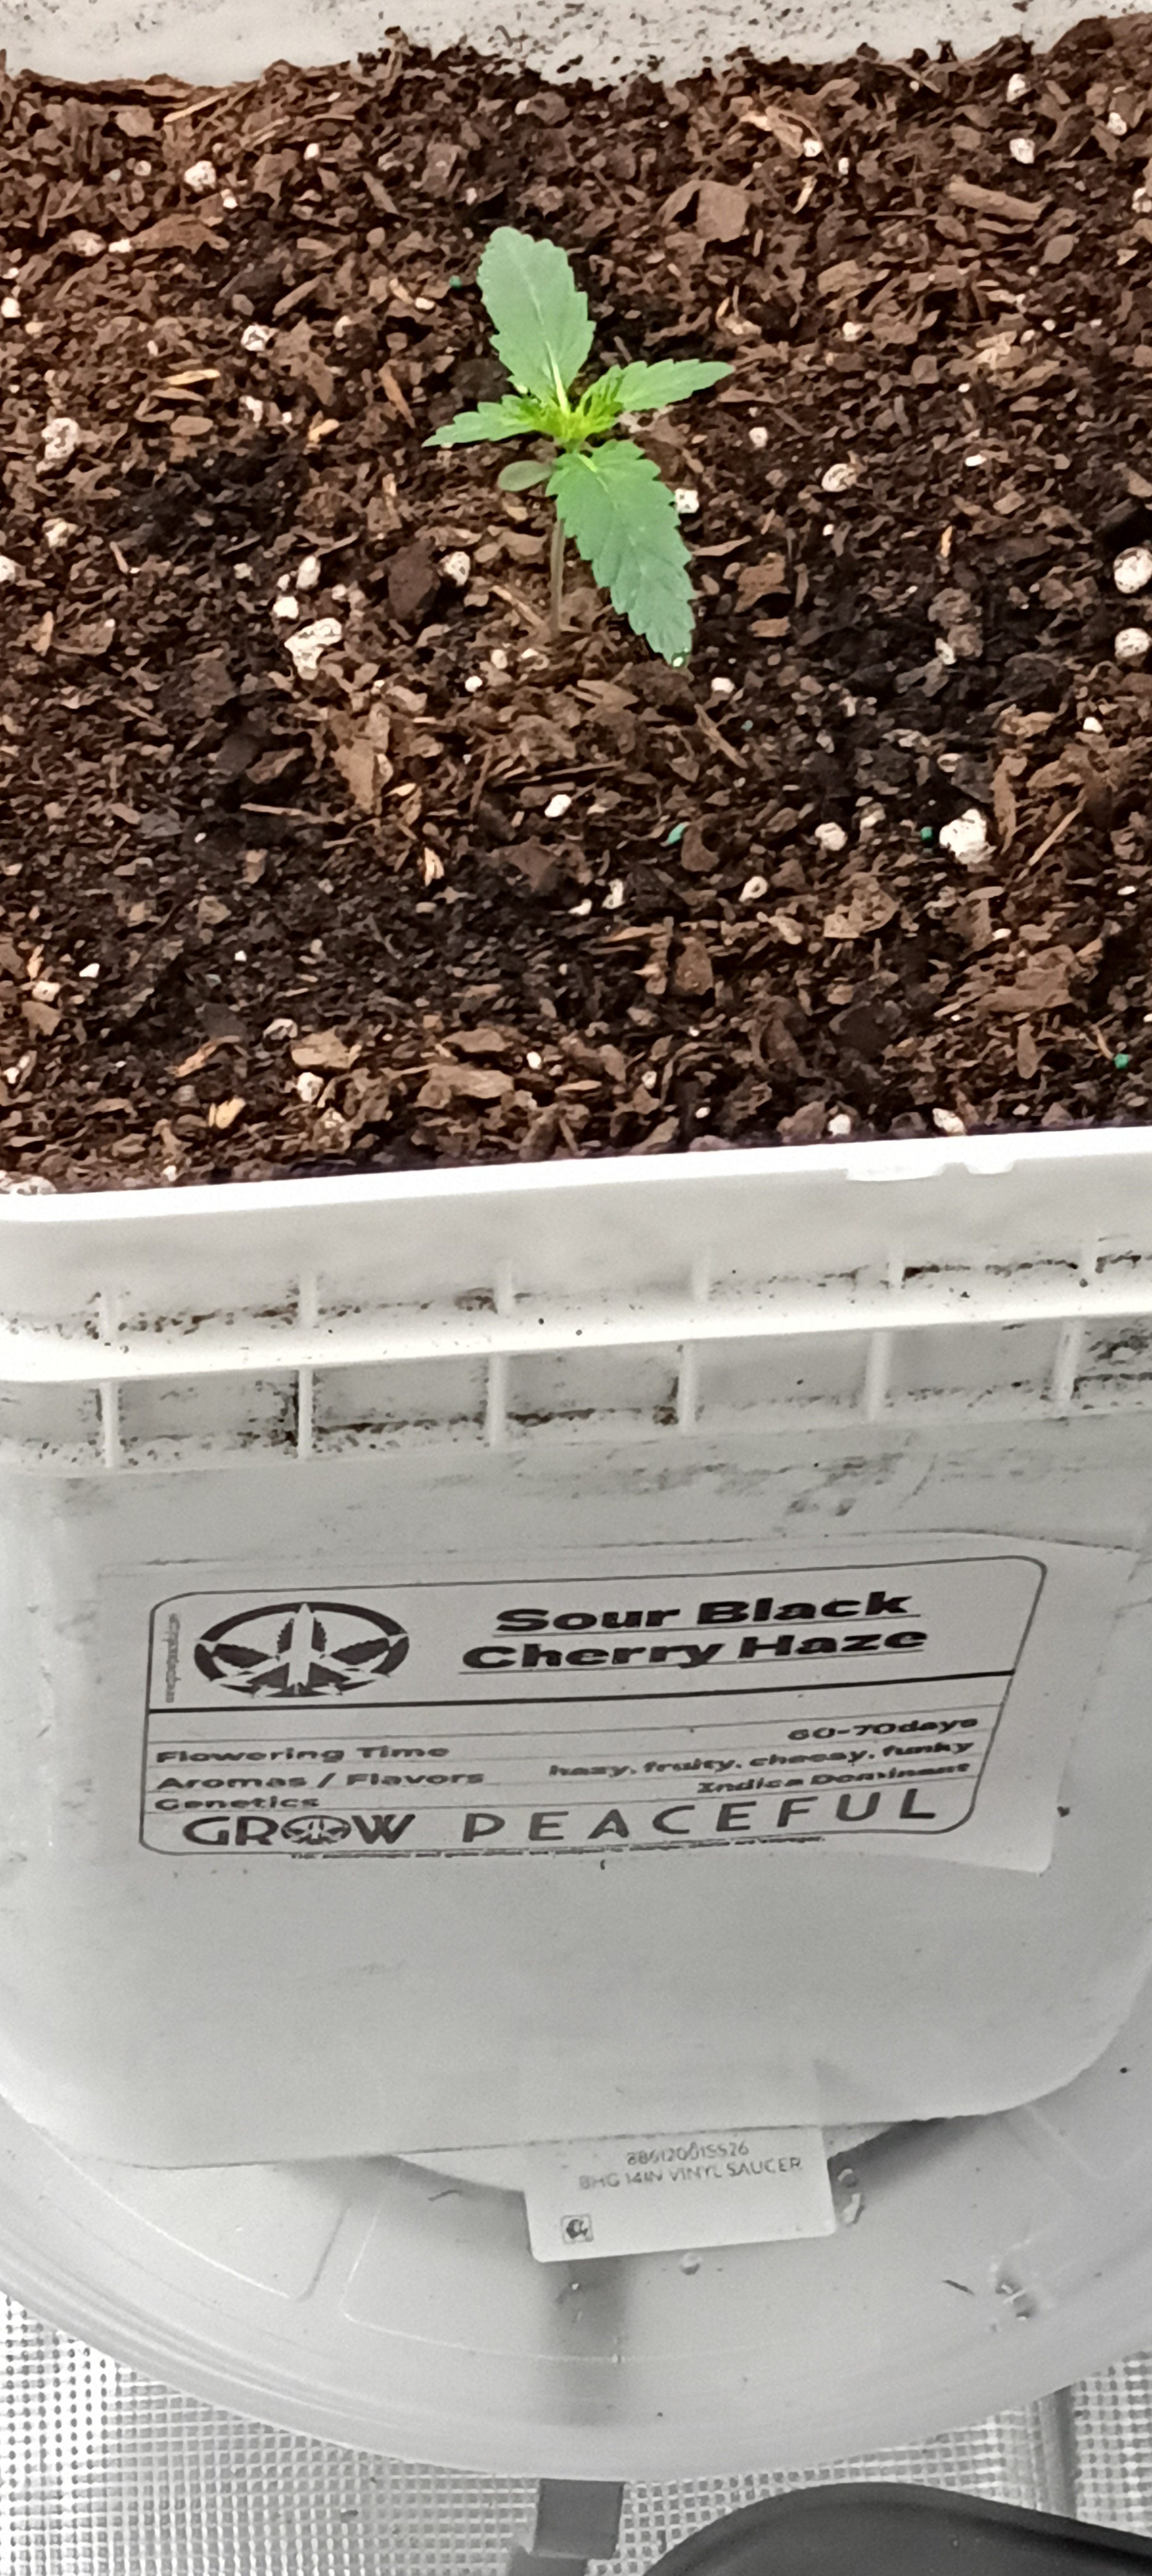 Sour Black
Cherry Haze
Flowering Time 60-70days
Aromas / Flavors hazy, fruity, cheesy, funky
Genetics Indica Dominant
GROW PEACEFUL
BHG 14IN VINYL SAUCER